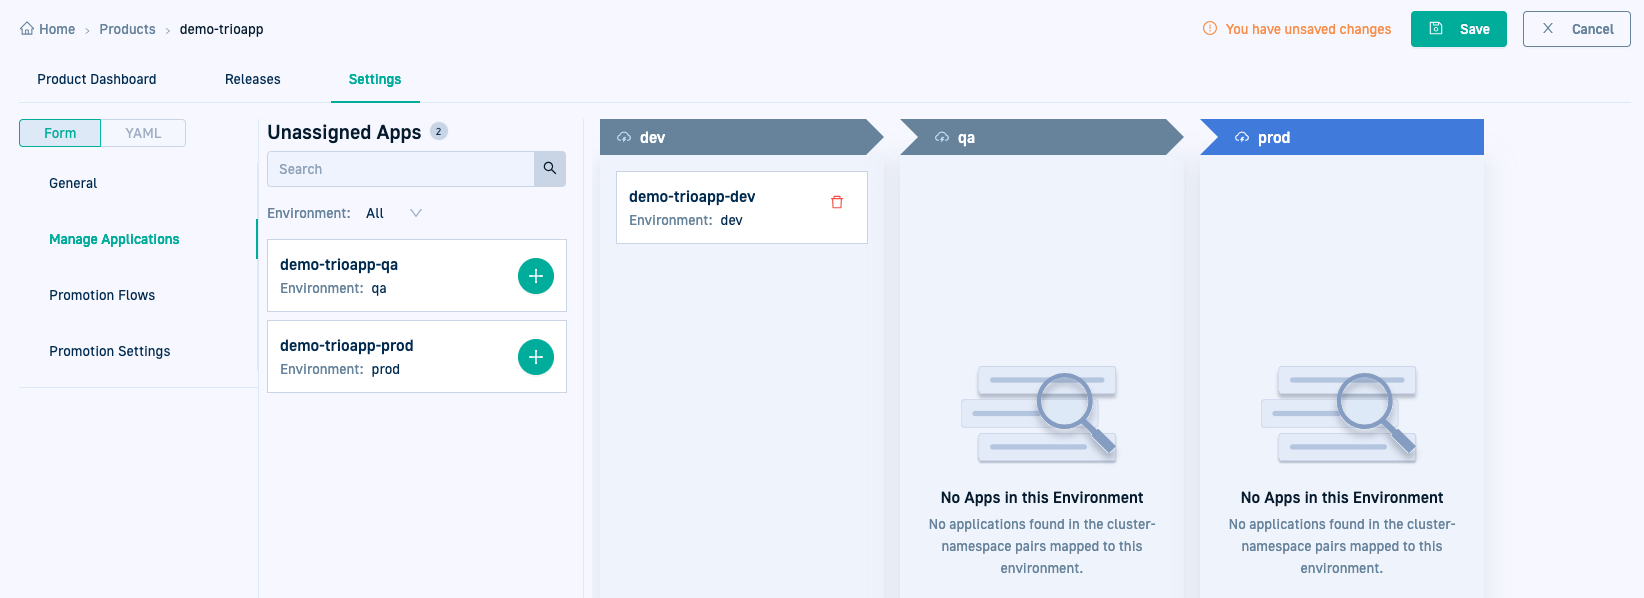 Home
Products
demo-trioapp
You have unsaved changes
Save
Cancel
Product Dashboard
Releases
Settings
Form
YAML
General
Manage Applications
Promotion Flows
Promotion Settings
Unassigned Apps 2
Search
Environment: All
demo-trioapp-qa
Environment: qa
demo-trioapp-prod
Environment: prod
dev
demo-trioapp-dev
Environment: dev
qa
No Apps in this Environment
No applications found in the cluster-
namespace pairs mapped to this
environment.
prod
No Apps in this Environment
No applications found in the cluster-
namespace pairs mapped to this
environment.